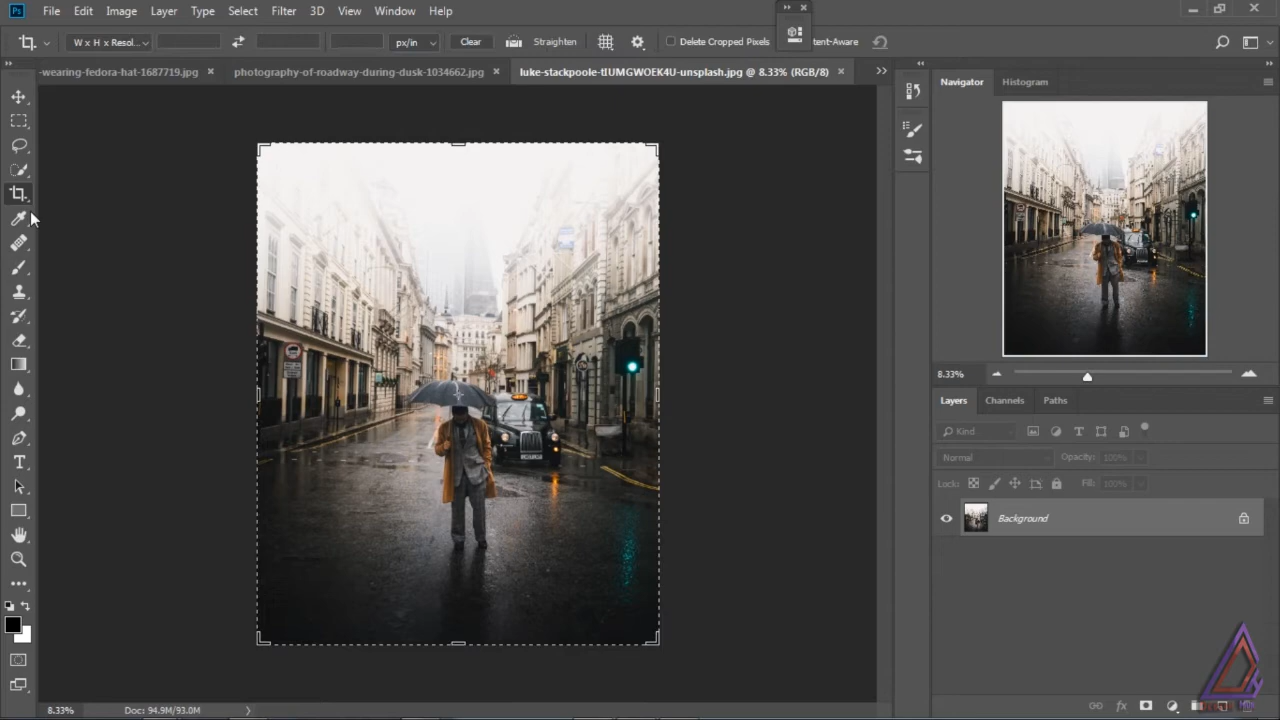 Ps File Edit Image Layer Type Select Filter 3D View Window Help
W x H x Resol... px/in Clear Straighten Delete Cropped Pixels tent-Aware
-wearing-fedora-hat-1687719.jpg photography-of-roadway-during-dusk-1034662.jpg luke-stackpoole-tIUMGWOEK4U-unsplash.jpg @ 8.33% (RGB/8)
Navigator Histogram
8.33%
Layers Channels Paths
Kind
Normal Opacity: 100%
Lock: Fill: 100%
Background
8.33% Doc: 94.9M/93.0M